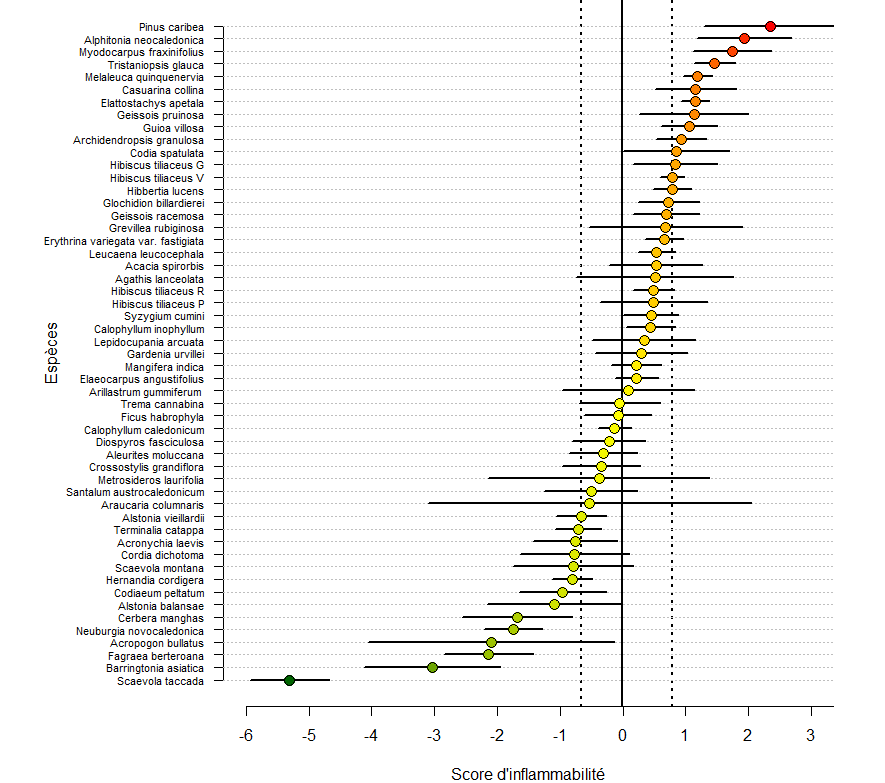 Pinus caribea
Alphitonia neocaledonica
Myodocarpus fraxinifolius
Tristaniopsis glauca
Melaleuca quinquenervia
Casuarina collina
Elattostachys apetala
Geissois pruinosa
Guioa villosa
Archidendropsis granulosa
Codia spatulata
Hibiscus tiliaceus G
Hibiscus tiliaceus V
Hibbertia lucens
Glochidion billardierei
Geissois racemosa
Grevillea rubiginosa
Erythrina variegata var. fastigiata
Leucaena leucocephala
Acacia spirorbis
Agathis lanceolata
Hibiscus tiliaceus R
Hibiscus tiliaceus P
Syzygium cumini
Calophyllum inophyllum
Lepidocupania arcuata
Gardenia urvillei
Mangifera indica
Elaeocarpus angustifolius
Arillastrum gummiferum
Trema cannabina
Ficus habrophyla
Calophyllum caledonicum
Diospyros fasciculosa
Aleurites moluccana
Crossostylis grandiflora
Metrosideros laurifolia
Santalum austrocaledonicum
Araucaria columnaris
Alstonia vieillardii
Terminalia catappa
Acronychia laevis
Cordia dichotoma
Scaevola montana
Hernandia cordigera
Codiaeum peltatum
Alstonia balansae
Cerbera manghas
Neuburgia novocaledonica
Acropogon bullatus
Fagraea berteroana
Barringtonia asiatica
Scaevola taccada
Espèces
-6 -5 -4 -3 -2 -1 0 1 2 3
Score d'inflammabilité